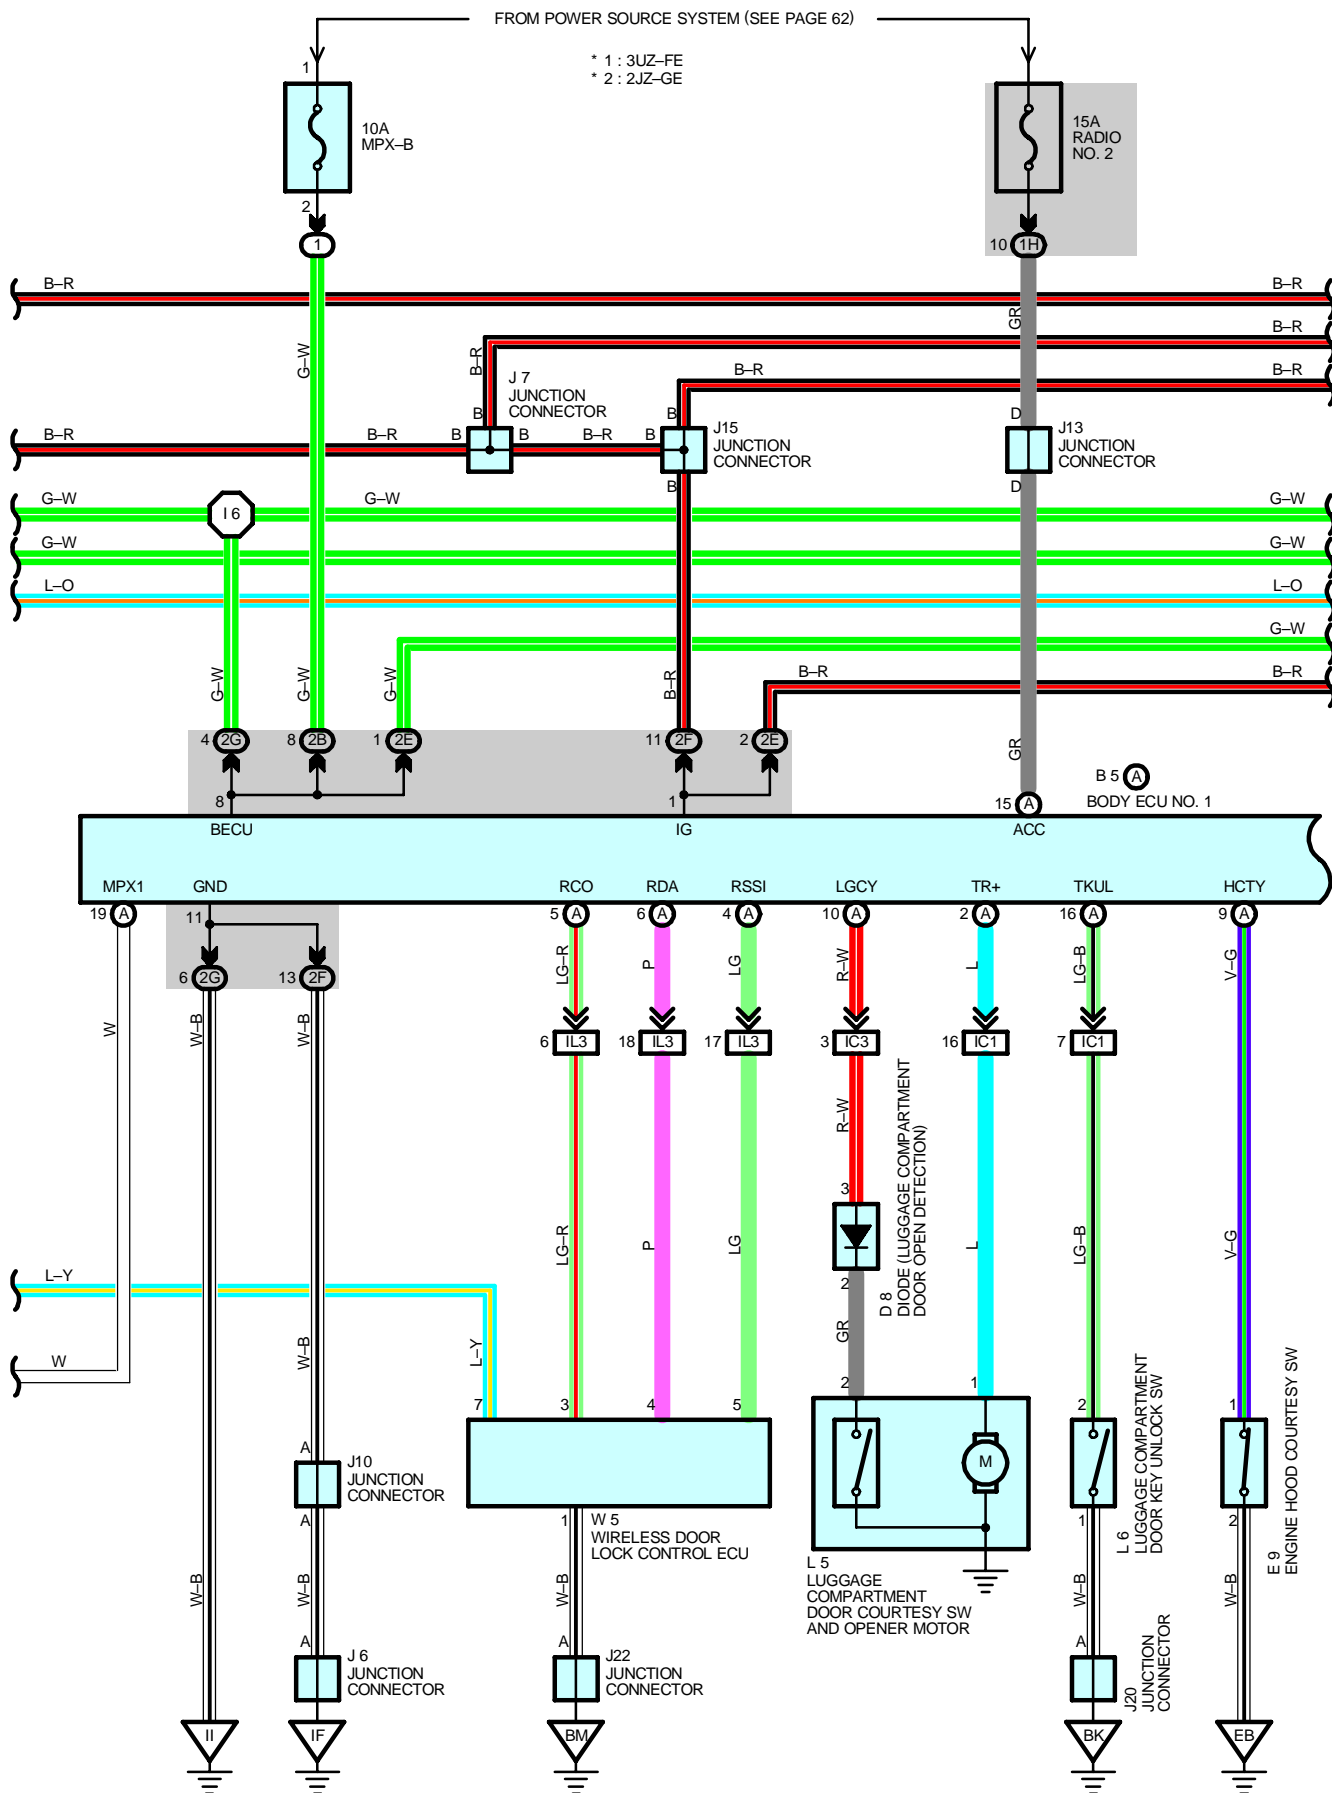 FROM POWER SOURCE SYSTEM (SEE PAGE 62)
* 1 : 3UZ–FE
* 2 : 2JZ–GE
1
10A
MPX–B
15A
RADIO
NO. 2
2
1
10 1H
B–R
B–R
GR
B–R
G–W
B–R
J 7
JUNCTION
CONNECTOR
B–R
B–R
B
B
D
B–R
B–R
B
B
B–R
B
J15
JUNCTION
CONNECTOR
J13
JUNCTION
CONNECTOR
B
D
G–W
I 6
G–W
G–W
G–W
G–W
L–O
L–O
G–W
G–W
G–W
G–W
B–R
B–R
B–R
4 2G
8 2B
1 2E
11 2F
2 2E
GR
B 5 A
BODY ECU NO. 1
8
1
15 A
BECU
IG
ACC
MPX1
GND
RCO
RDA
RSSI
LGCY
TR+
TKUL
HCTY
19 A
11
5 A
6 A
4 A
10 A
2 A
16 A
9 A
6 2G
13 2F
LG–R
P
LG
R–W
L
LG–B
V–G
W
W–B
W–B
6 IL3
18 IL3
17 IL3
3 IC3
16 IC1
7 IC1
R–W
3
D 8
DIODE (LUGGAGE COMPARTMENT
DOOR OPEN DETECTION)
LG–R
P
LG
L
LG–B
V–G
L–Y
2
GR
W
W–B
L–Y
7
3
4
5
2
1
2
1
A
J10
JUNCTION
CONNECTOR
A
M
L 6
LUGGAGE COMPARTMENT
DOOR KEY UNLOCK SW
E 9
ENGINE HOOD COURTESY SW
1
W 5
WIRELESS DOOR
LOCK CONTROL ECU
1
2
L 5
LUGGAGE
COMPARTMENT
DOOR COURTESY SW
AND OPENER MOTOR
W–B
W–B
W–B
W–B
W–B
A
J 6
JUNCTION
CONNECTOR
A
J22
JUNCTION
CONNECTOR
A
J20
JUNCTION
CONNECTOR
II
IF
BM
BK
EB